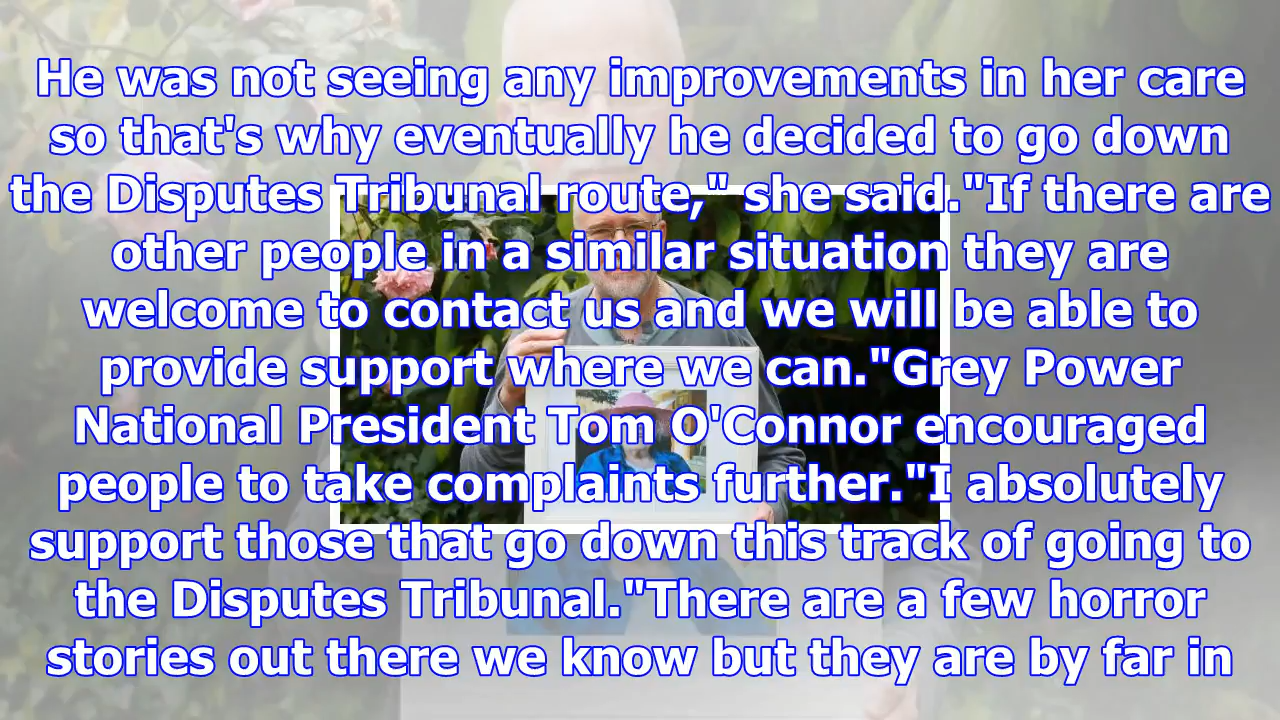 He was not seeing any improvements in her care
so that's why eventually he decided to go down
the Disputes Tribunal route," she said."If there are
other people in a similar situation they are
welcome to contact us and we will be able to
provide support where we can."Grey Power
National President Tom O'Connor encouraged
people to take complaints further."I absolutely
support those that go down this track of going to
the Disputes Tribunal."There are a few horror
stories out there we know but they are by far in